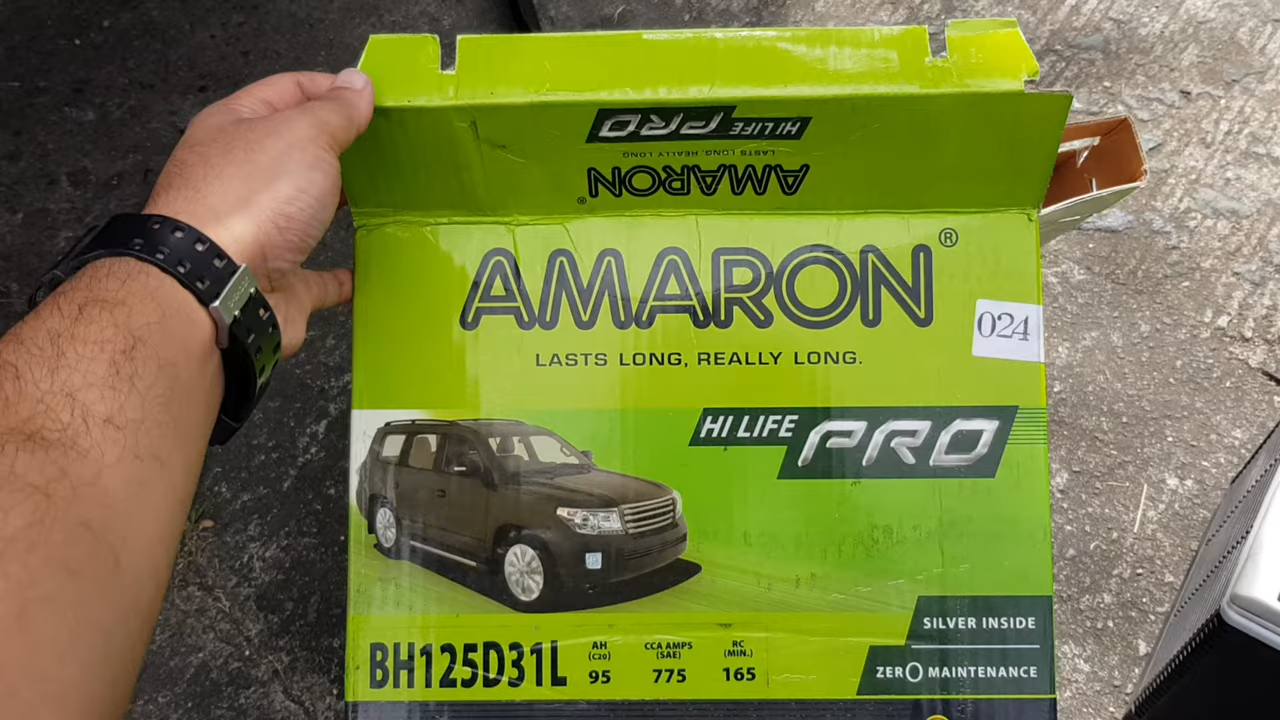 HI LIFE PRO
LASTS LONG, REALLY LONG
AMARON®
AMARON®
024
LASTS LONG, REALLY LONG.
HI LIFE PRO
SILVER INSIDE
ZERO MAINTENANCE
BH125D31L
AH (C20) 95
CCA AMPS (SAE) 775
RC (MIN.) 165